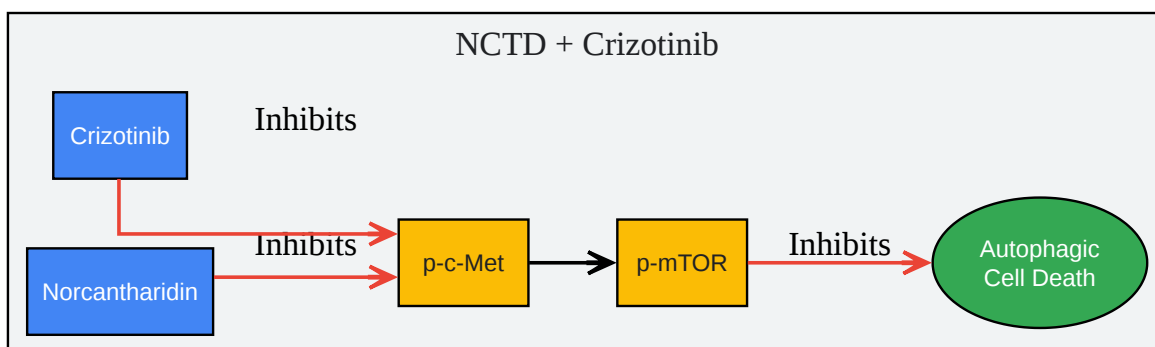 NCTD + Crizotinib
Inhibits
Crizotinib
Inhibits
Inhibits
p-c-Met
p-mTOR
Autophagic
Cell Death
Norcantharidin